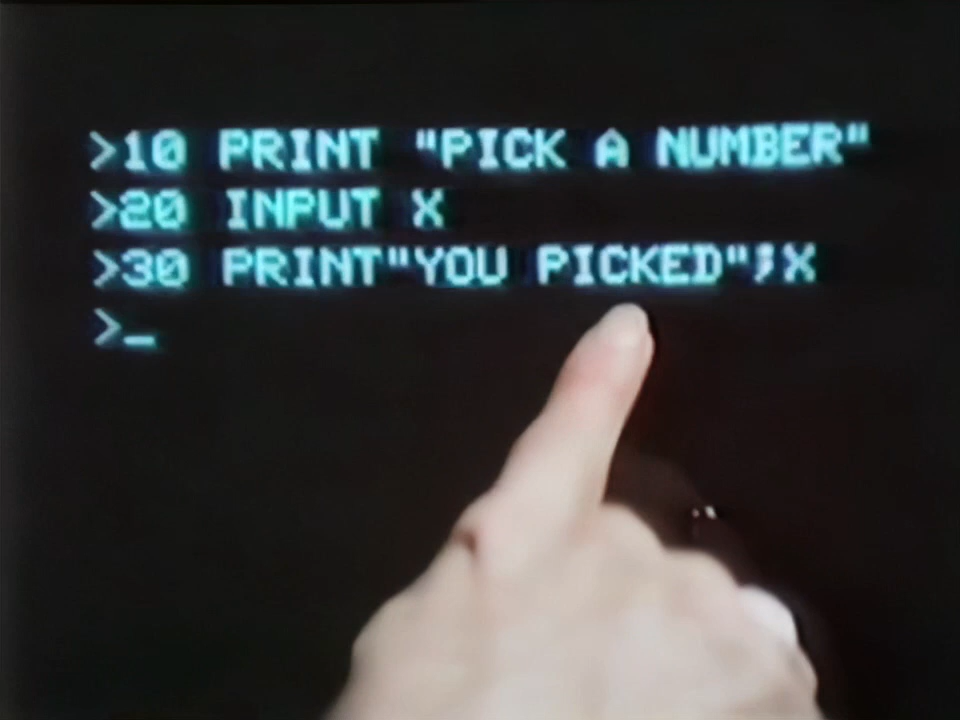 >10 PRINT "PICK A NUMBER"
>20 INPUT X
>30 PRINT"YOU PICKED";X
>_